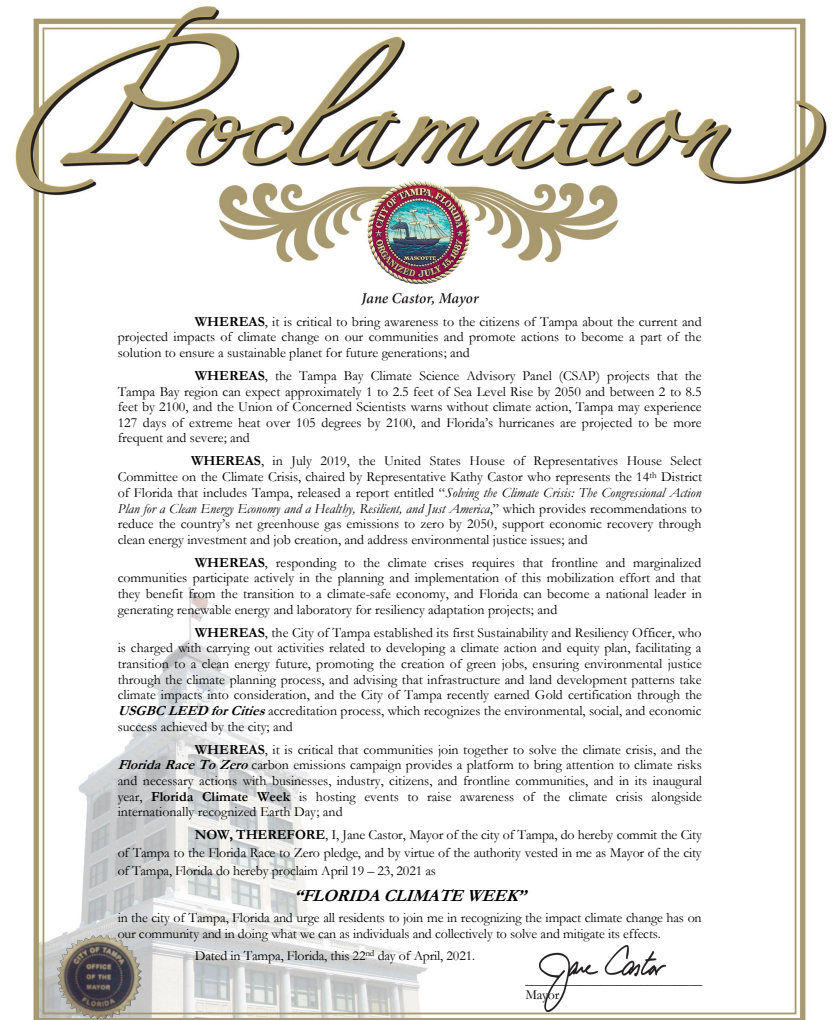 Proclamation
CITY OF TAMPA, FLORIDA
MASCOTTE
ORGANIZED JULY 15, 1887
Jane Castor, Mayor
WHEREAS, it is critical to bring awareness to the citizens of Tampa about the current and
projected impacts of climate change on our communities and promote actions to become a part of the
solution to ensure a sustainable planet for future generations; and
WHEREAS, the Tampa Bay Climate Science Advisory Panel (CSAP) projects that the
Tampa Bay region can expect approximately 1 to 2.5 feet of Sea Level Rise by 2050 and between 2 to 8.5
feet by 2100, and the Union of Concerned Scientists warns without climate action, Tampa may experience
127 days of extreme heat over 105 degrees by 2100, and Florida's hurricanes are projected to be more
frequent and severe; and
WHEREAS, in July 2019, the United States House of Representatives House Select
Committee on the Climate Crisis, chaired by Representative Kathy Castor who represents the 14th District
of Florida that includes Tampa, released a report entitled "Solving the Climate Crisis: The Congressional Action
Plan for a Clean Energy Economy and a Healthy, Resilient, and Just America," which provides recommendations to
reduce the country's net greenhouse gas emissions to zero by 2050, support economic recovery through
clean energy investment and job creation, and address environmental justice issues; and
WHEREAS, responding to the climate crises requires that frontline and marginalized
communities participate actively in the planning and implementation of this mobilization effort and that
they benefit from the transition to a climate-safe economy, and Florida can become a national leader in
generating renewable energy and laboratory for resiliency adaptation projects; and
WHEREAS, the City of Tampa established its first Sustainability and Resiliency Officer, who
is charged with carrying out activities related to developing a climate action and equity plan, facilitating a
transition to a clean energy future, promoting the creation of green jobs, ensuring environmental justice
through the climate planning process, and advising that infrastructure and land development patterns take
climate impacts into consideration, and the City of Tampa recently earned Gold certification through the
USGBC LEED for Cities accreditation process, which recognizes the environmental, social, and economic
success achieved by the city; and
WHEREAS, it is critical that communities join together to solve the climate crisis, and the
Florida Race To Zero carbon emissions campaign provides a platform to bring attention to climate risks
and necessary actions with businesses, industry, citizens, and frontline communities, and in its inaugural
year, Florida Climate Week is hosting events to raise awareness of the climate crisis alongside
internationally recognized Earth Day; and
NOW, THEREFORE, I, Jane Castor, Mayor of the city of Tampa, do hereby commit the City
of Tampa to the Florida Race to Zero pledge, and by virtue of the authority vested in me as Mayor of the city
of Tampa, Florida do hereby proclaim April 19 – 23, 2021 as
"FLORIDA CLIMATE WEEK"
in the city of Tampa, Florida and urge all residents to join me in recognizing the impact climate change has on
our community and in doing what we can as individuals and collectively to solve and mitigate its effects.
Dated in Tampa, Florida, this 22nd day of April, 2021.
Jane Castor
Mayor
CITY OF TAMPA
OFFICE
OF THE
MAYOR
FLORIDA